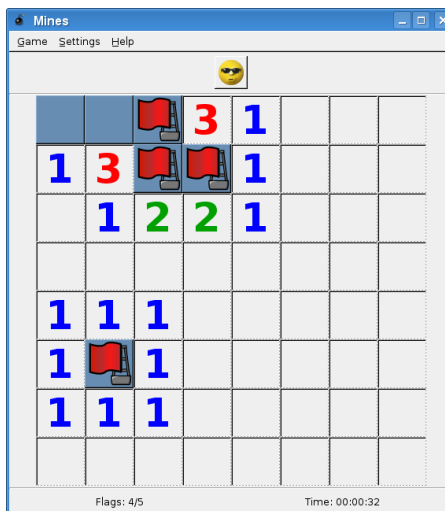 Mines
Game Settings Help
3 1
1 3 1
1 2 2 1
1 1 1
1 1
1 1 1
Flags: 4/5 Time: 00:00:32